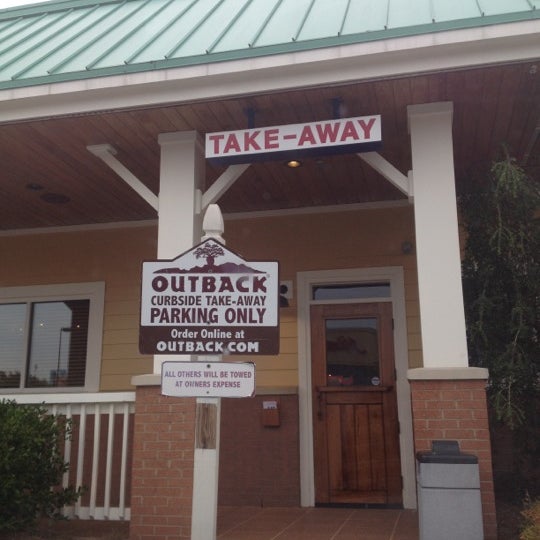 TAKE-AWAY
OUTBACK
CURBSIDE TAKE-AWAY
PARKING ONLY
Order Online at
OUTBACK.COM
ALL OTHERS WILL BE TOWED
AT OWNERS EXPENSE